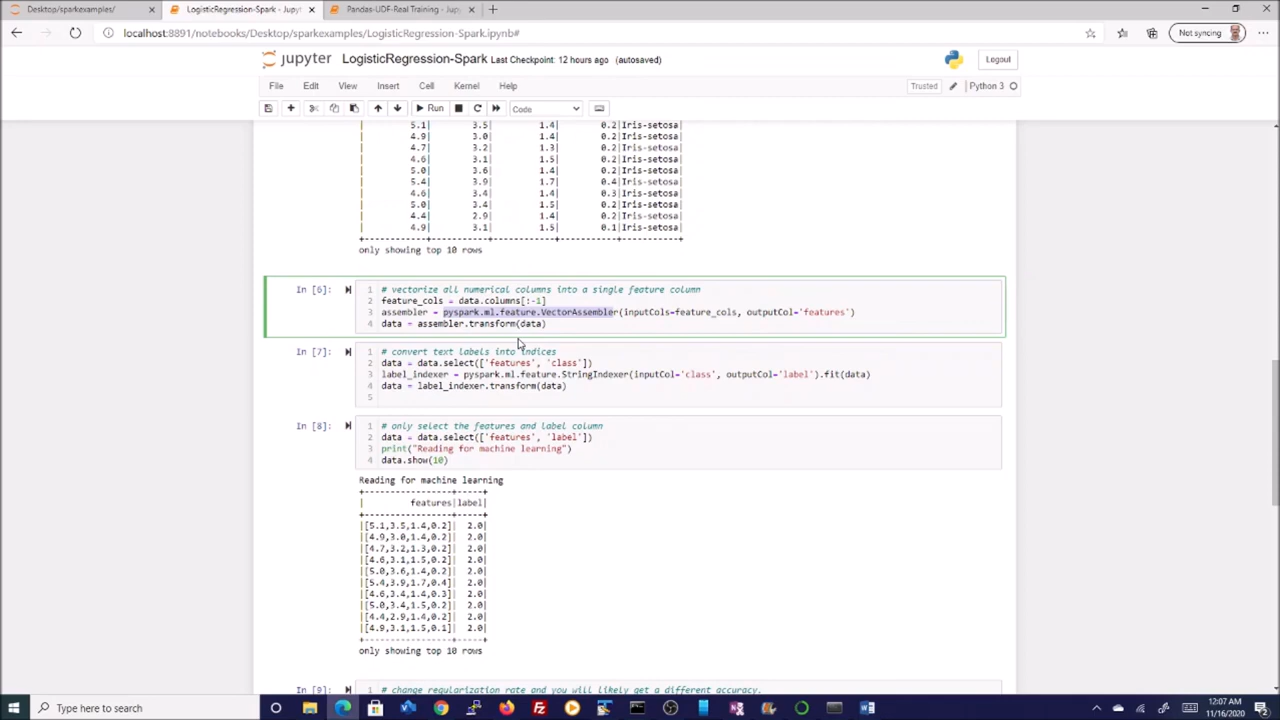 Desktop/sparkexamples/
LogisticRegression-Spark - Jupyt
Pandas-UDF-Real Training - Jupyt
localhost:8891/notebooks/Desktop/sparkexamples/LogisticRegression-Spark.ipynb#
Not syncing
jupyter LogisticRegression-Spark Last Checkpoint: 12 hours ago (autosaved)
Logout
File Edit View Insert Cell Kernel Help
Trusted
Python 3
Run
Code
| 5.1| 3.5| 1.4| 0.2|Iris-setosa|
| 4.9| 3.0| 1.4| 0.2|Iris-setosa|
| 4.7| 3.2| 1.3| 0.2|Iris-setosa|
| 4.6| 3.1| 1.5| 0.2|Iris-setosa|
| 5.0| 3.6| 1.4| 0.2|Iris-setosa|
| 5.4| 3.9| 1.7| 0.4|Iris-setosa|
| 4.6| 3.4| 1.4| 0.3|Iris-setosa|
| 5.0| 3.4| 1.5| 0.2|Iris-setosa|
| 4.4| 2.9| 1.4| 0.2|Iris-setosa|
| 4.9| 3.1| 1.5| 0.1|Iris-setosa|
+-----------+----------+-----------+----------+-----------+
only showing top 10 rows
In [6]:
1 # vectorize all numerical columns into a single feature column
2 feature_cols = data.columns[:-1]
3 assembler = pyspark.ml.feature.VectorAssembler(inputCols=feature_cols, outputCol='features')
4 data = assembler.transform(data)
In [7]:
1 # convert text labels into indices
2 data = data.select(['features', 'class'])
3 label_indexer = pyspark.ml.feature.StringIndexer(inputCol='class', outputCol='label').fit(data)
4 data = label_indexer.transform(data)
5
In [8]:
1 # only select the features and label column
2 data = data.select(['features', 'label'])
3 print("Reading for machine learning")
4 data.show(10)
Reading for machine learning
+-----------------+-----+
| features|label|
+-----------------+-----+
|[5.1,3.5,1.4,0.2]| 2.0|
|[4.9,3.0,1.4,0.2]| 2.0|
|[4.7,3.2,1.3,0.2]| 2.0|
|[4.6,3.1,1.5,0.2]| 2.0|
|[5.0,3.6,1.4,0.2]| 2.0|
|[5.4,3.9,1.7,0.4]| 2.0|
|[4.6,3.4,1.4,0.3]| 2.0|
|[5.0,3.4,1.5,0.2]| 2.0|
|[4.4,2.9,1.4,0.2]| 2.0|
|[4.9,3.1,1.5,0.1]| 2.0|
+-----------------+-----+
only showing top 10 rows
In [9]:
1 # change regularization rate and you will likely get a different accuracy.
Type here to search
12:07 AM
11/16/2020
2